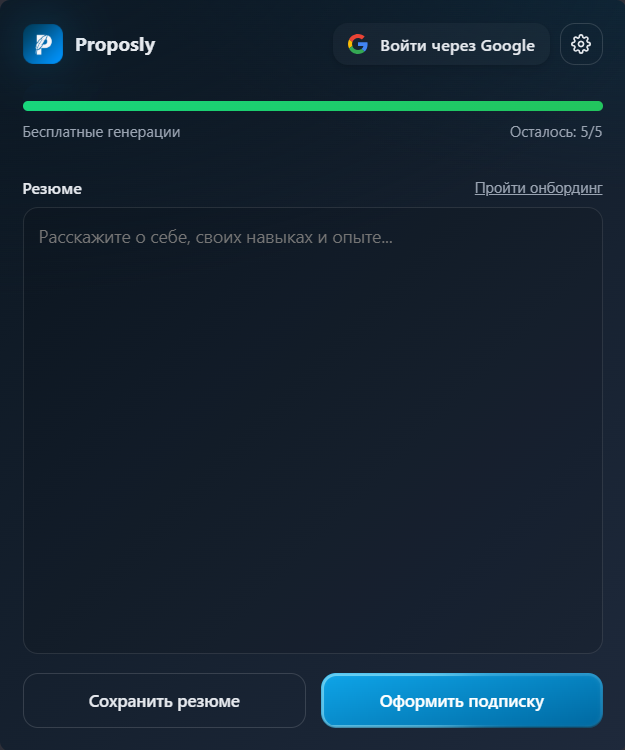 Proposly
Войти через Google
Бесплатные генерации
Осталось: 5/5
Резюме
Пройти онбординг
Расскажите о себе, своих навыках и опыте...
Сохранить резюме
Оформить подписку